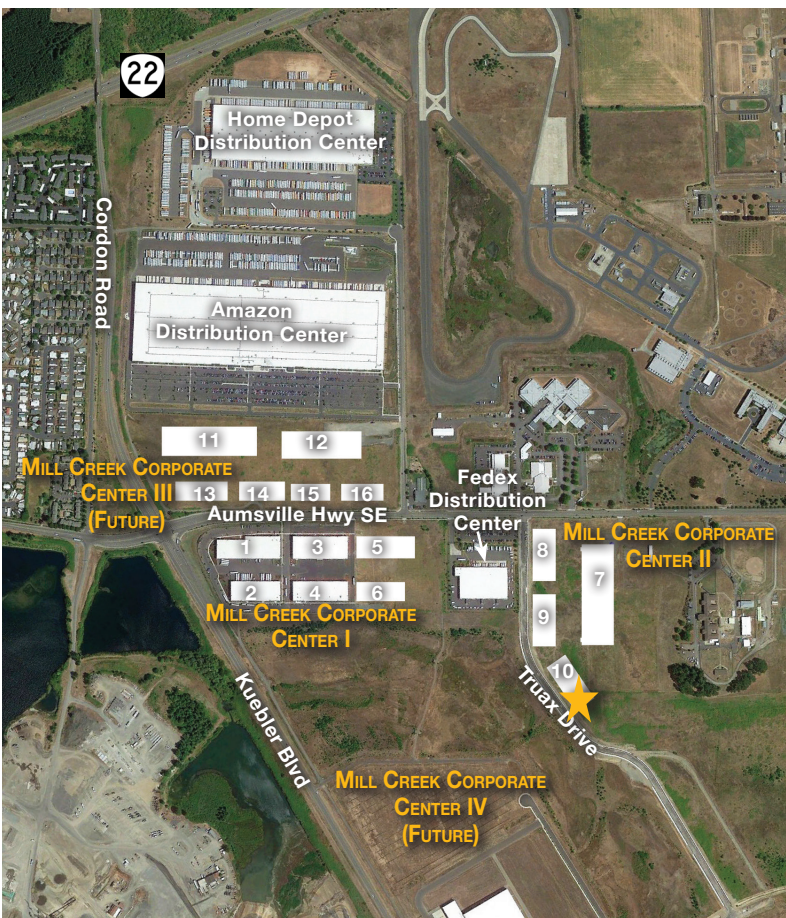 22
Home Depot
Distribution Center
Cordon Road
Amazon
Distribution Center
11
12
MILL CREEK CORPORATE
CENTER III
(FUTURE)
13
14
15
16
Aumsville Hwy SE
Fedex
Distribution
Center
1
3
5
2
4
6
MILL CREEK CORPORATE
CENTER I
8
7
9
10
MILL CREEK CORPORATE
CENTER II
Truax Drive
Kuebler Blvd
MILL CREEK CORPORATE
CENTER IV
(FUTURE)